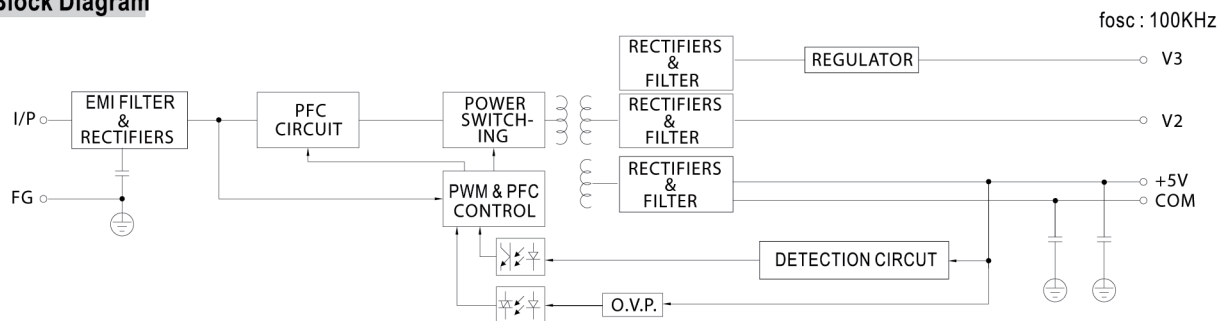 Block Diagram
fosc : 100KHz
RECTIFIERS
&
FILTER
REGULATOR
V3
I/P
EMI FILTER
&
RECTIFIERS
PFC
CIRCUIT
POWER
SWITCH-
ING
RECTIFIERS
&
FILTER
V2
FG
PWM & PFC
CONTROL
RECTIFIERS
&
FILTER
+5V
COM
DETECTION CIRCUT
O.V.P.